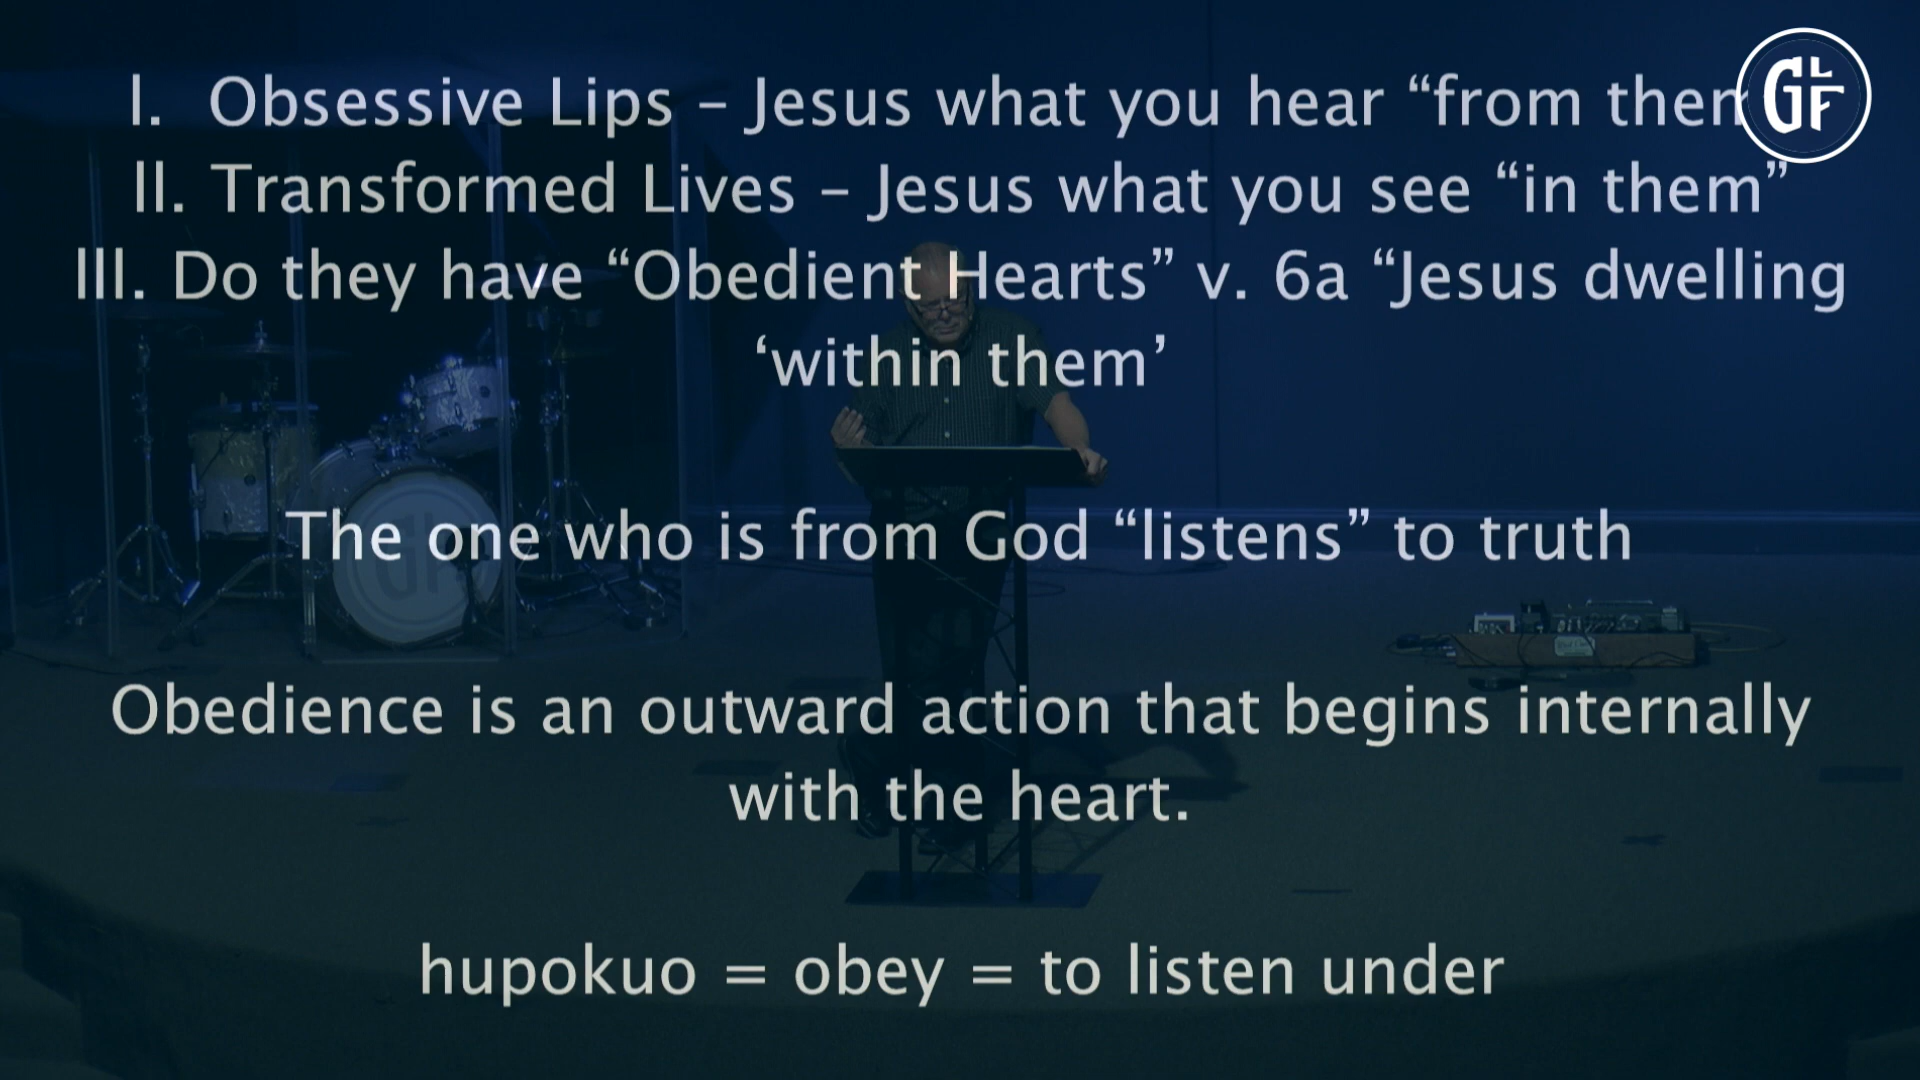 I. Obsessive Lips – Jesus what you hear “from them
II. Transformed Lives – Jesus what you see “in them”
III. Do they have “Obedient Hearts” v. 6a “Jesus dwelling
‘within them’
The one who is from God “listens” to truth
Obedience is an outward action that begins internally
with the heart.
hupokuo = obey = to listen under
GLFF